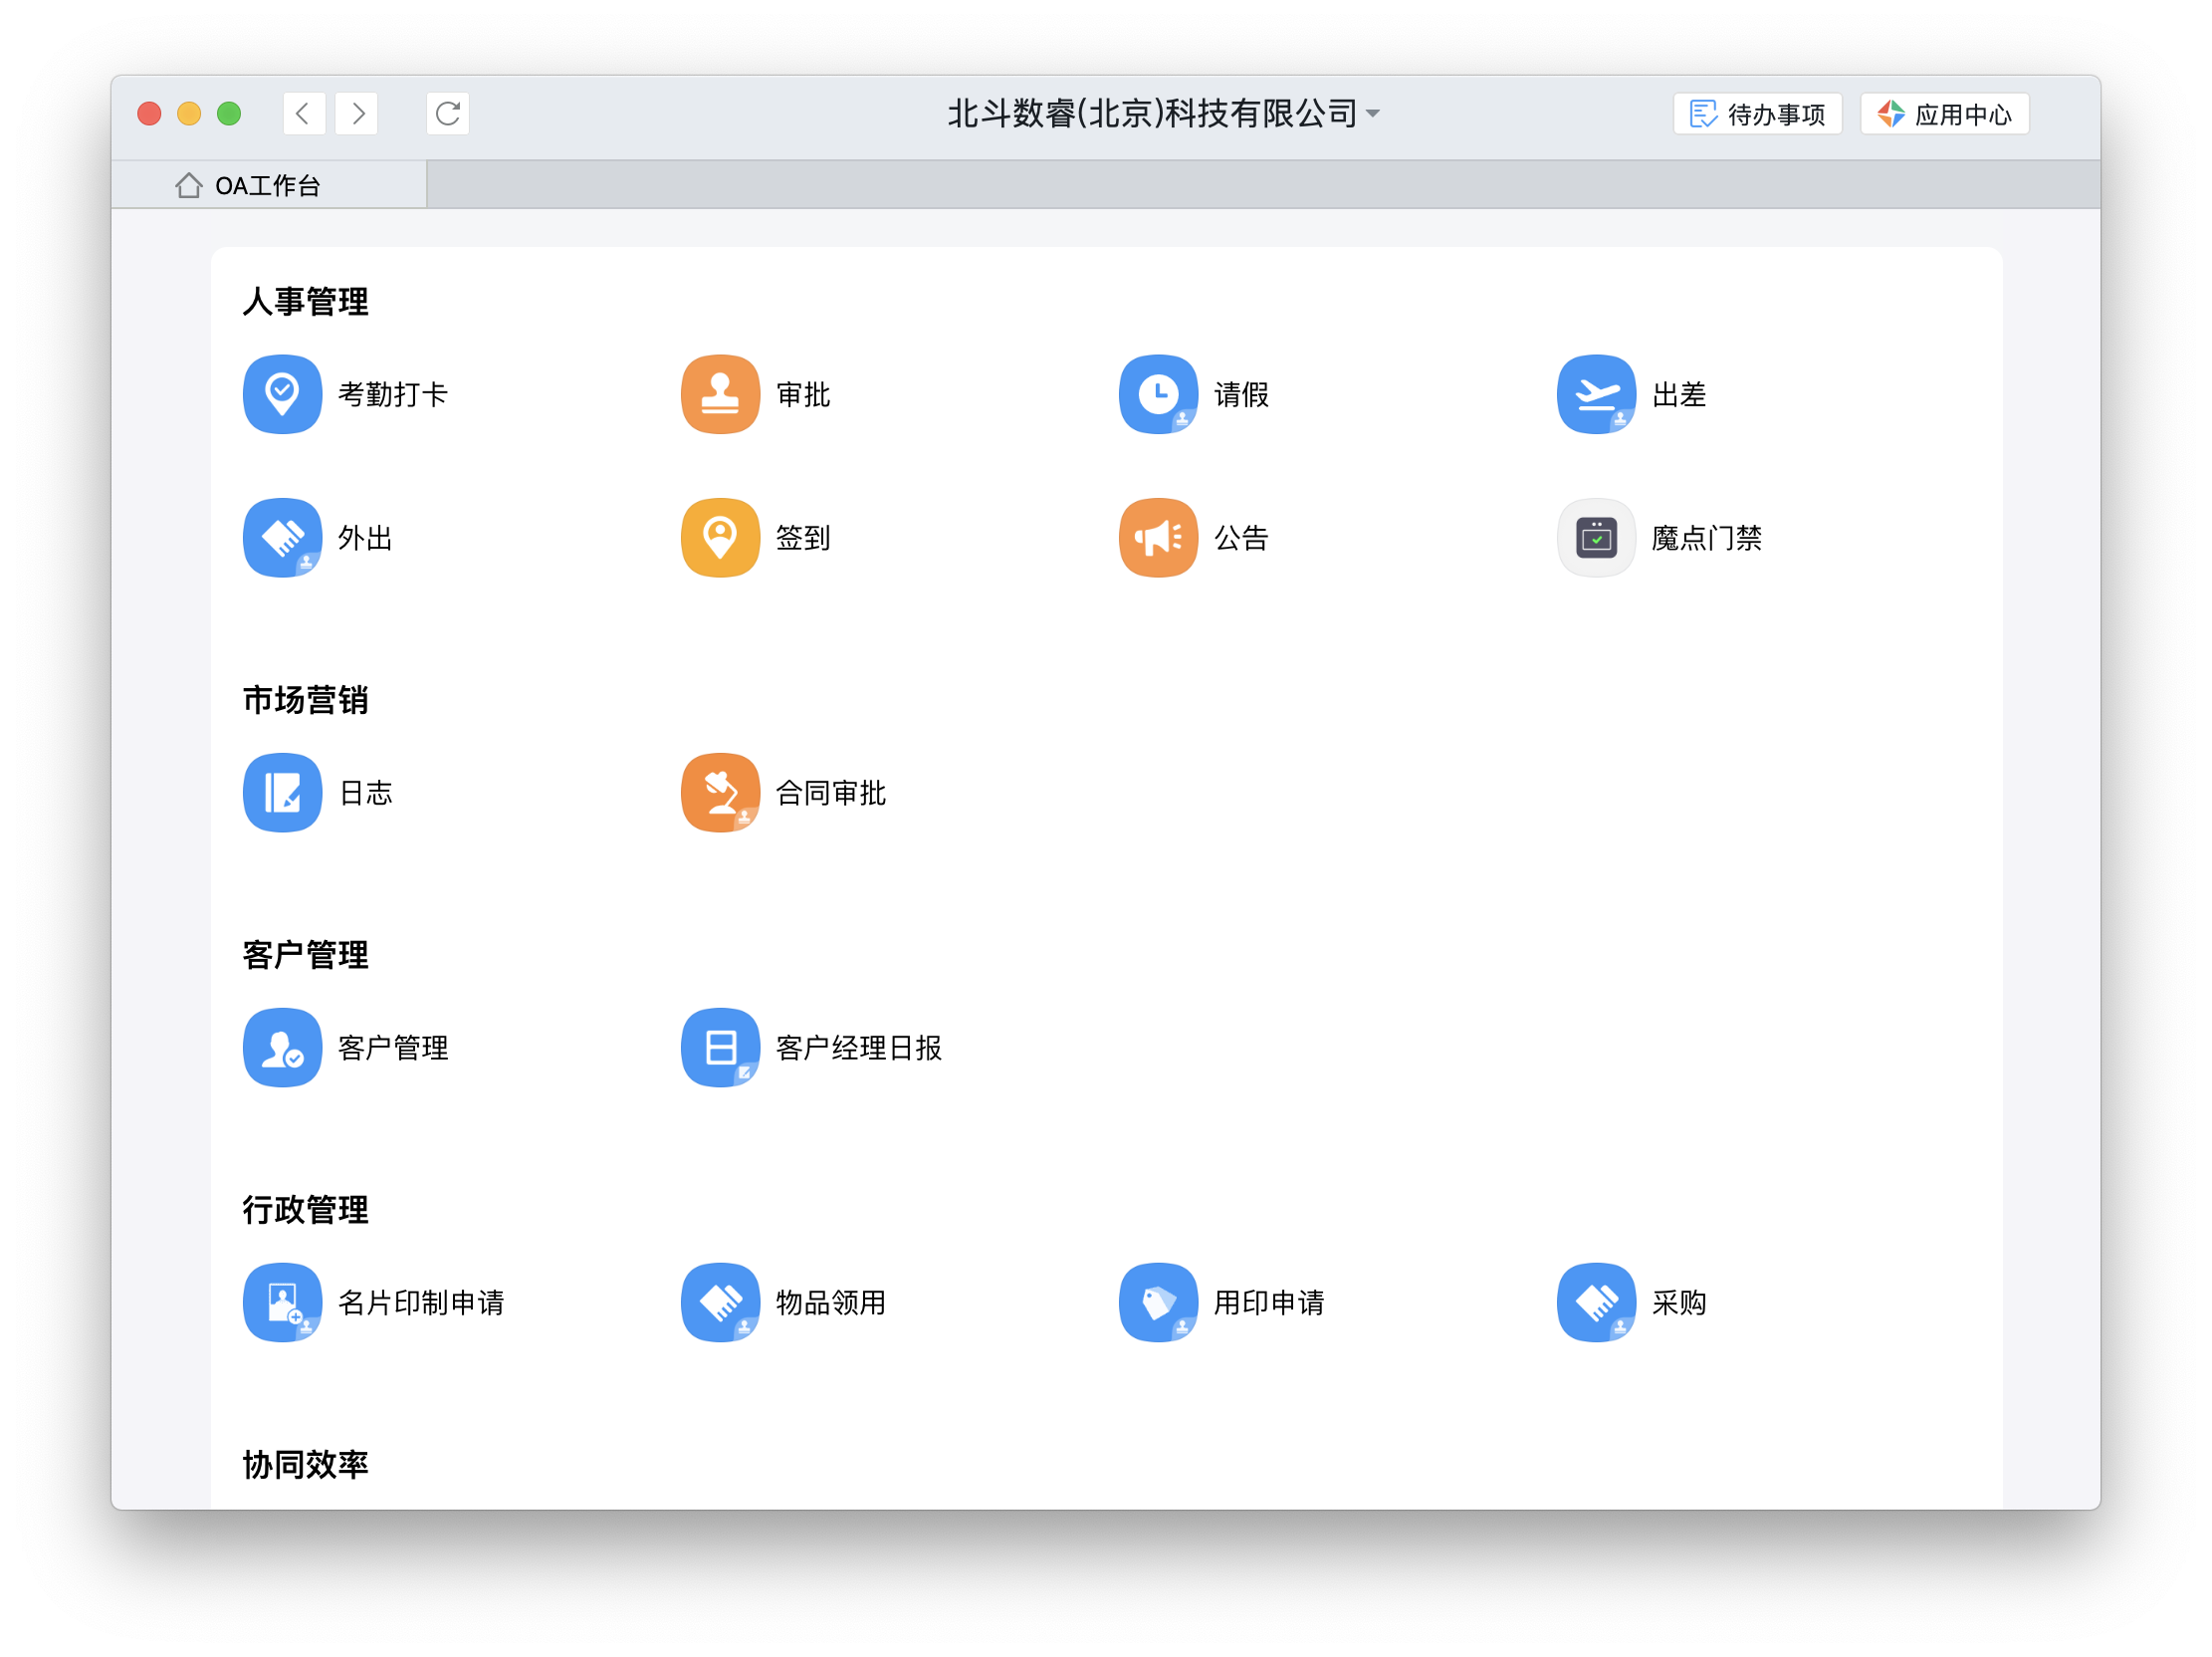 北斗数睿(北京)科技有限公司
待办事项
应用中心
OA工作台
人事管理
考勤打卡
审批
请假
出差
外出
签到
公告
魔点门禁
市场营销
日志
合同审批
客户管理
客户管理
客户经理日报
行政管理
名片印制申请
物品领用
用印申请
采购
协同效率